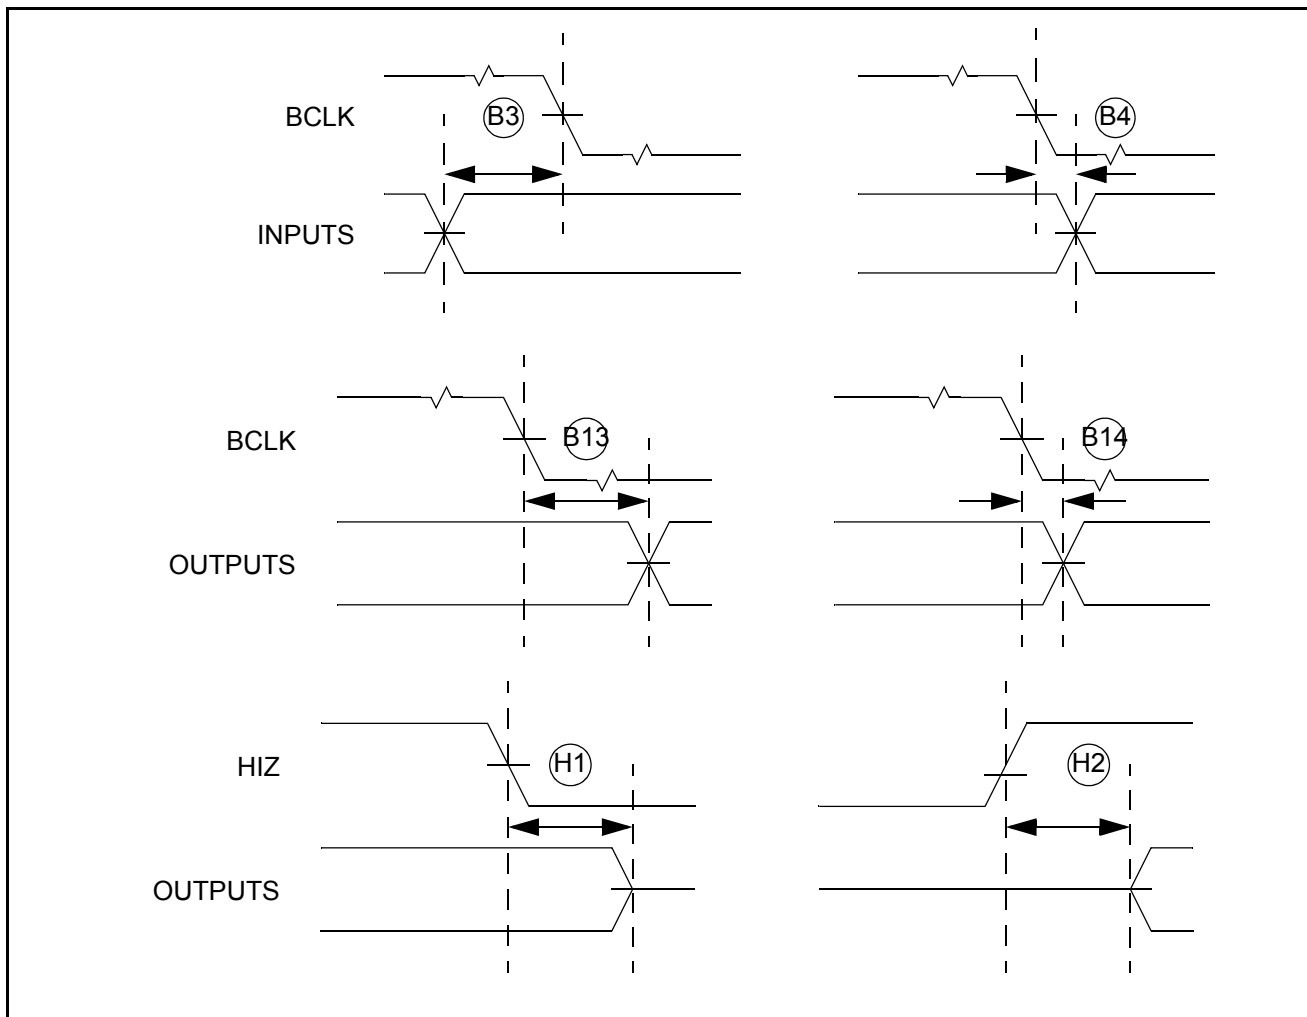 BCLK B3 B4
INPUTS
BCLK B13 B14
OUTPUTS
HIZ H1 H2
OUTPUTS